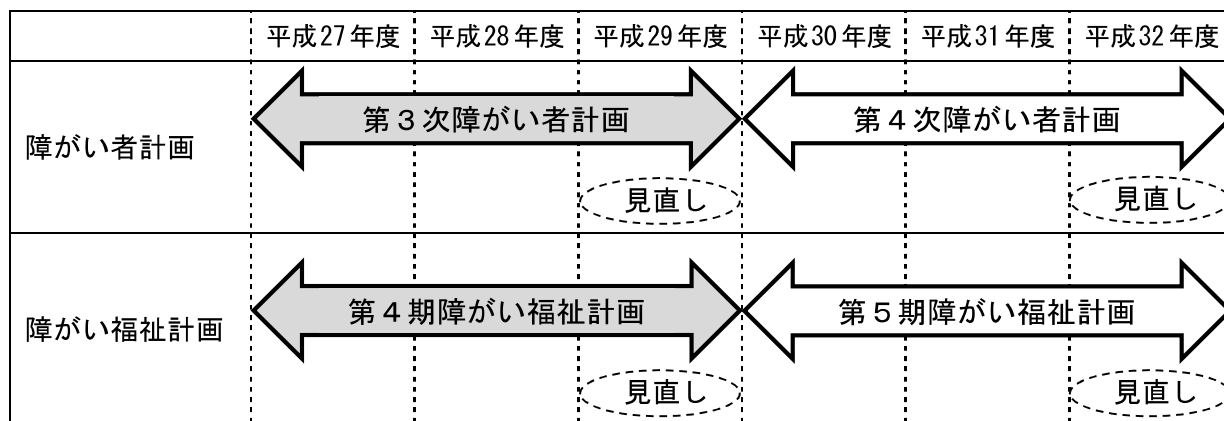 平成27年度 平成28年度 平成29年度 平成30年度 平成31年度 平成32年度
障がい者計画
第３次障がい者計画 第４次障がい者計画
見直し 見直し
障がい福祉計画
第４期障がい福祉計画 第５期障がい福祉計画
見直し 見直し